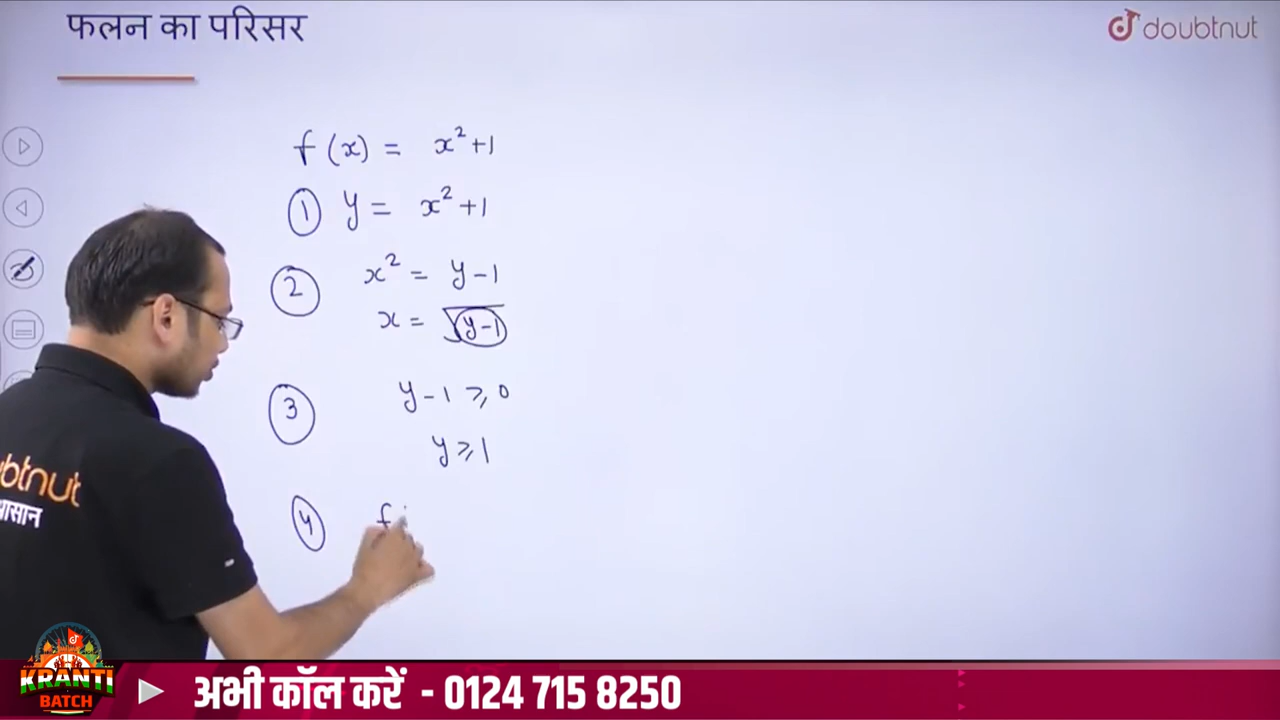 फलन का परिसर
doubtnut
f(x) = x²+1
① y = x²+1
② x² = y-1
x = √(y-1)
③ y-1 ≥ 0
y ≥ 1
④ f
btnut
आसान
KRANTI
BATCH
अभी कॉल करें - 0124 715 8250